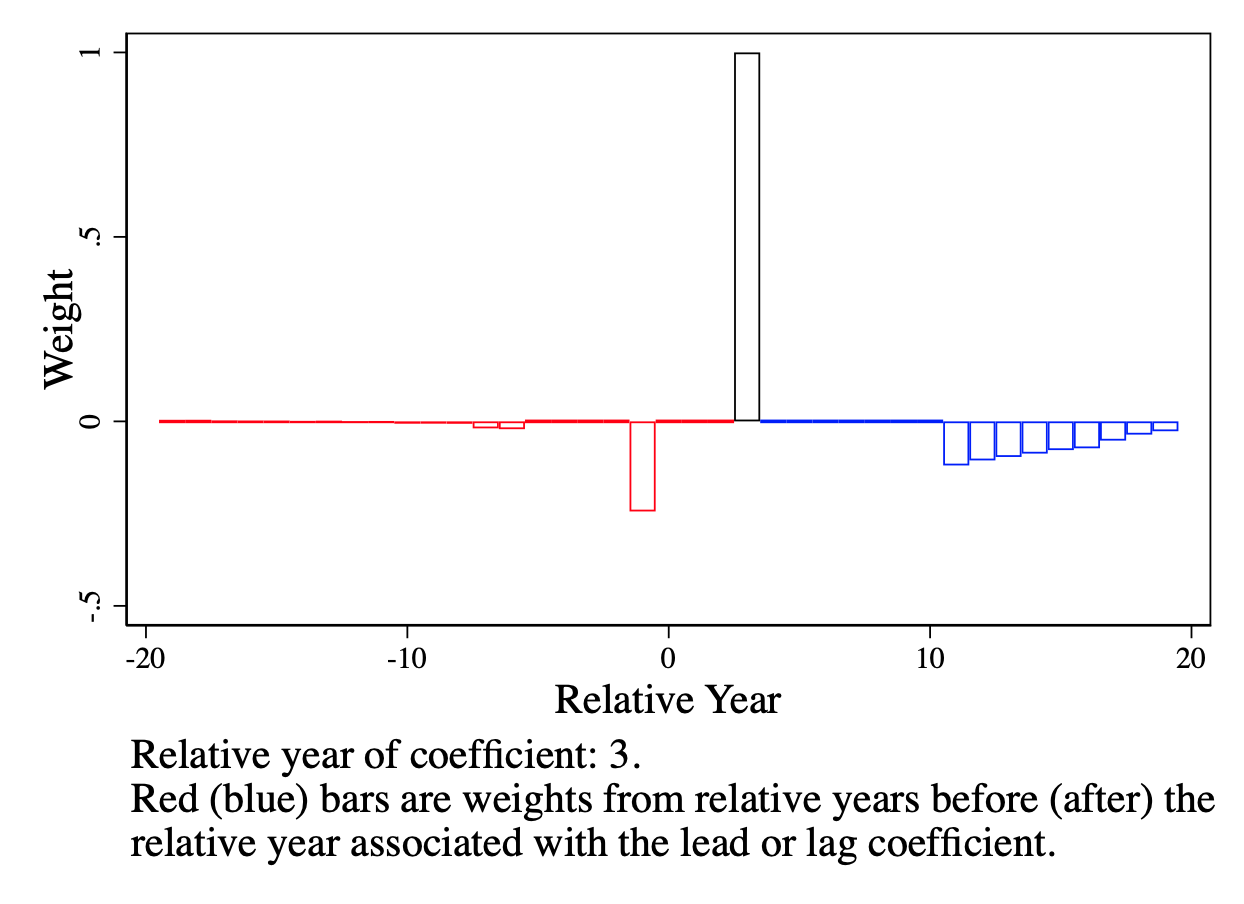 1
.5
0
-.5
Weight
-20 -10 0 10 20
Relative Year
Relative year of coefficient: 3.
Red (blue) bars are weights from relative years before (after) the
relative year associated with the lead or lag coefficient.